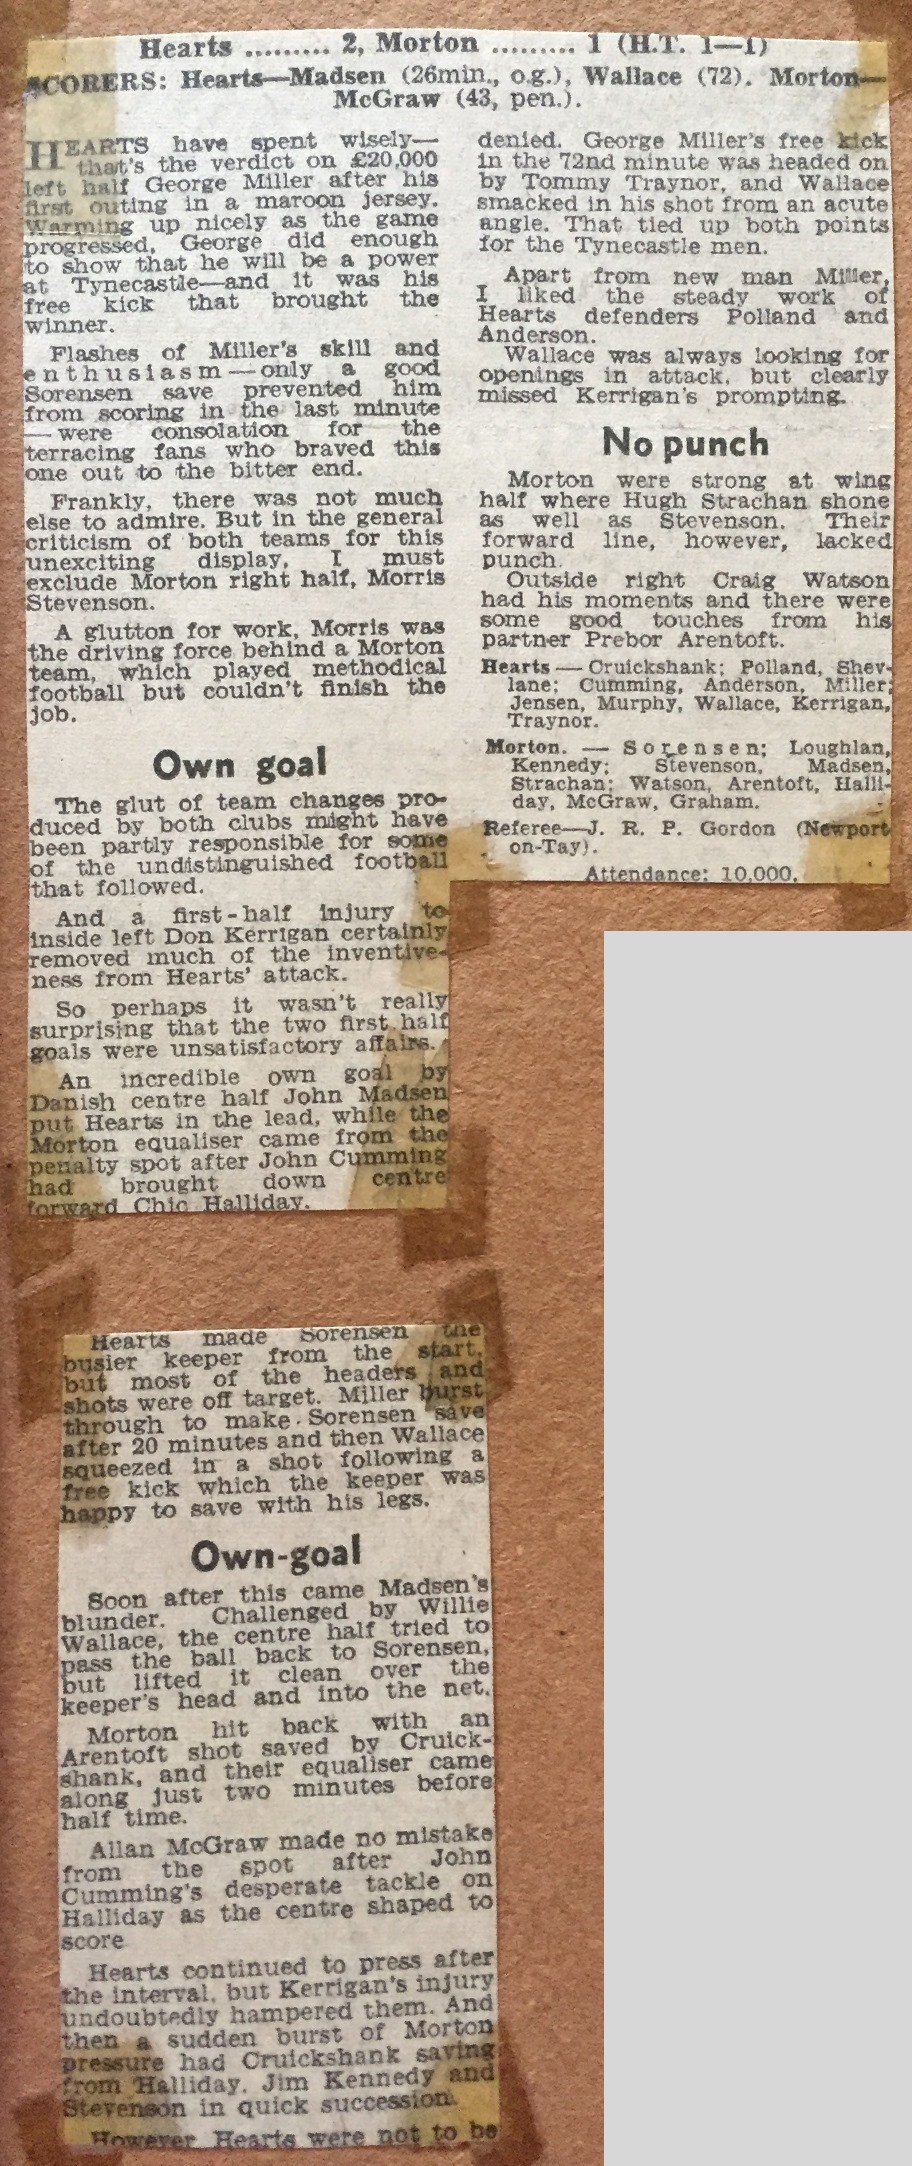 Hearts ......... 2, Morton ......... 1 (H.T. 1—1)
SCORERS: Hearts—Madsen (26min., o.g.), Wallace (72). Morton—
McGraw (43, pen.).
HEARTS have spent wisely—
that's the verdict on £20,000
left half George Miller after his
first outing in a maroon jersey.
Warming up nicely as the game
progressed, George did enough
to show that he will be a power
at Tynecastle—and it was his
free kick that brought the
winner.
Flashes of Miller's skill and
enthusiasm—only a good
Sorensen save prevented him
from scoring in the last minute
—were consolation for the
terracing fans who braved this
one out to the bitter end.
Frankly, there was not much
else to admire. But in the general
criticism of both teams for this
unexciting display, I must
exclude Morton right half, Morris
Stevenson.
A glutton for work, Morris was
the driving force behind a Morton
team, which played methodical
football but couldn't finish the
job.
Own goal
The glut of team changes pro-
duced by both clubs might have
been partly responsible for some
of the undistinguished football
that followed.
And a first-half injury to
inside left Don Kerrigan certainly
removed much of the inventive-
ness from Hearts' attack.
So perhaps it wasn't really
surprising that the two first half
goals were unsatisfactory affairs.
An incredible own goal by
Danish centre half John Madsen
put Hearts in the lead, while the
Morton equaliser came from the
penalty spot after John Cumming
had brought down centre
forward Chic Halliday.
Hearts made Sorensen the
busier keeper from the start,
but most of the headers and
shots were off target. Miller burst
through to make Sorensen save
after 20 minutes and then Wallace
squeezed in a shot following a
free kick which the keeper was
happy to save with his legs.
Own-goal
Soon after this came Madsen's
blunder. Challenged by Willie
Wallace, the centre half tried to
pass the ball back to Sorensen,
but lifted it clean over the
keeper's head and into the net.
Morton hit back with an
Arentoft shot saved by Cruick-
shank, and their equaliser came
along just two minutes before
half time.
Allan McGraw made no mistake
from the spot after John
Cumming's desperate tackle on
Halliday as the centre shaped to
score
Hearts continued to press after
the interval, but Kerrigan's injury
undoubtedly hampered them. And
then a sudden burst of Morton
pressure had Cruickshank saving
from Halliday, Jim Kennedy and
Stevenson in quick succession.
However Hearts were not to be
denied. George Miller's free kick
in the 72nd minute was headed on
by Tommy Traynor, and Wallace
smacked in his shot from an acute
angle. That tied up both points
for the Tynecastle men.
Apart from new man Miller,
I liked the steady work of
Hearts defenders Polland and
Anderson.
Wallace was always looking for
openings in attack, but clearly
missed Kerrigan's prompting.
No punch
Morton were strong at wing
half where Hugh Strachan shone
as well as Stevenson. Their
forward line, however, lacked
punch.
Outside right Craig Watson
had his moments and there were
some good touches from his
partner Prebor Arentoft.
Hearts — Cruickshank; Polland, Shev-
lane; Cumming, Anderson, Miller;
Jensen, Murphy, Wallace, Kerrigan,
Traynor.
Morton. — Sorensen; Loughlan,
Kennedy; Stevenson, Madsen,
Strachan; Watson, Arentoft, Halli-
day, McGraw, Graham.
Referee—J. R. P. Gordon (Newport
on-Tay).
Attendance: 10,000.